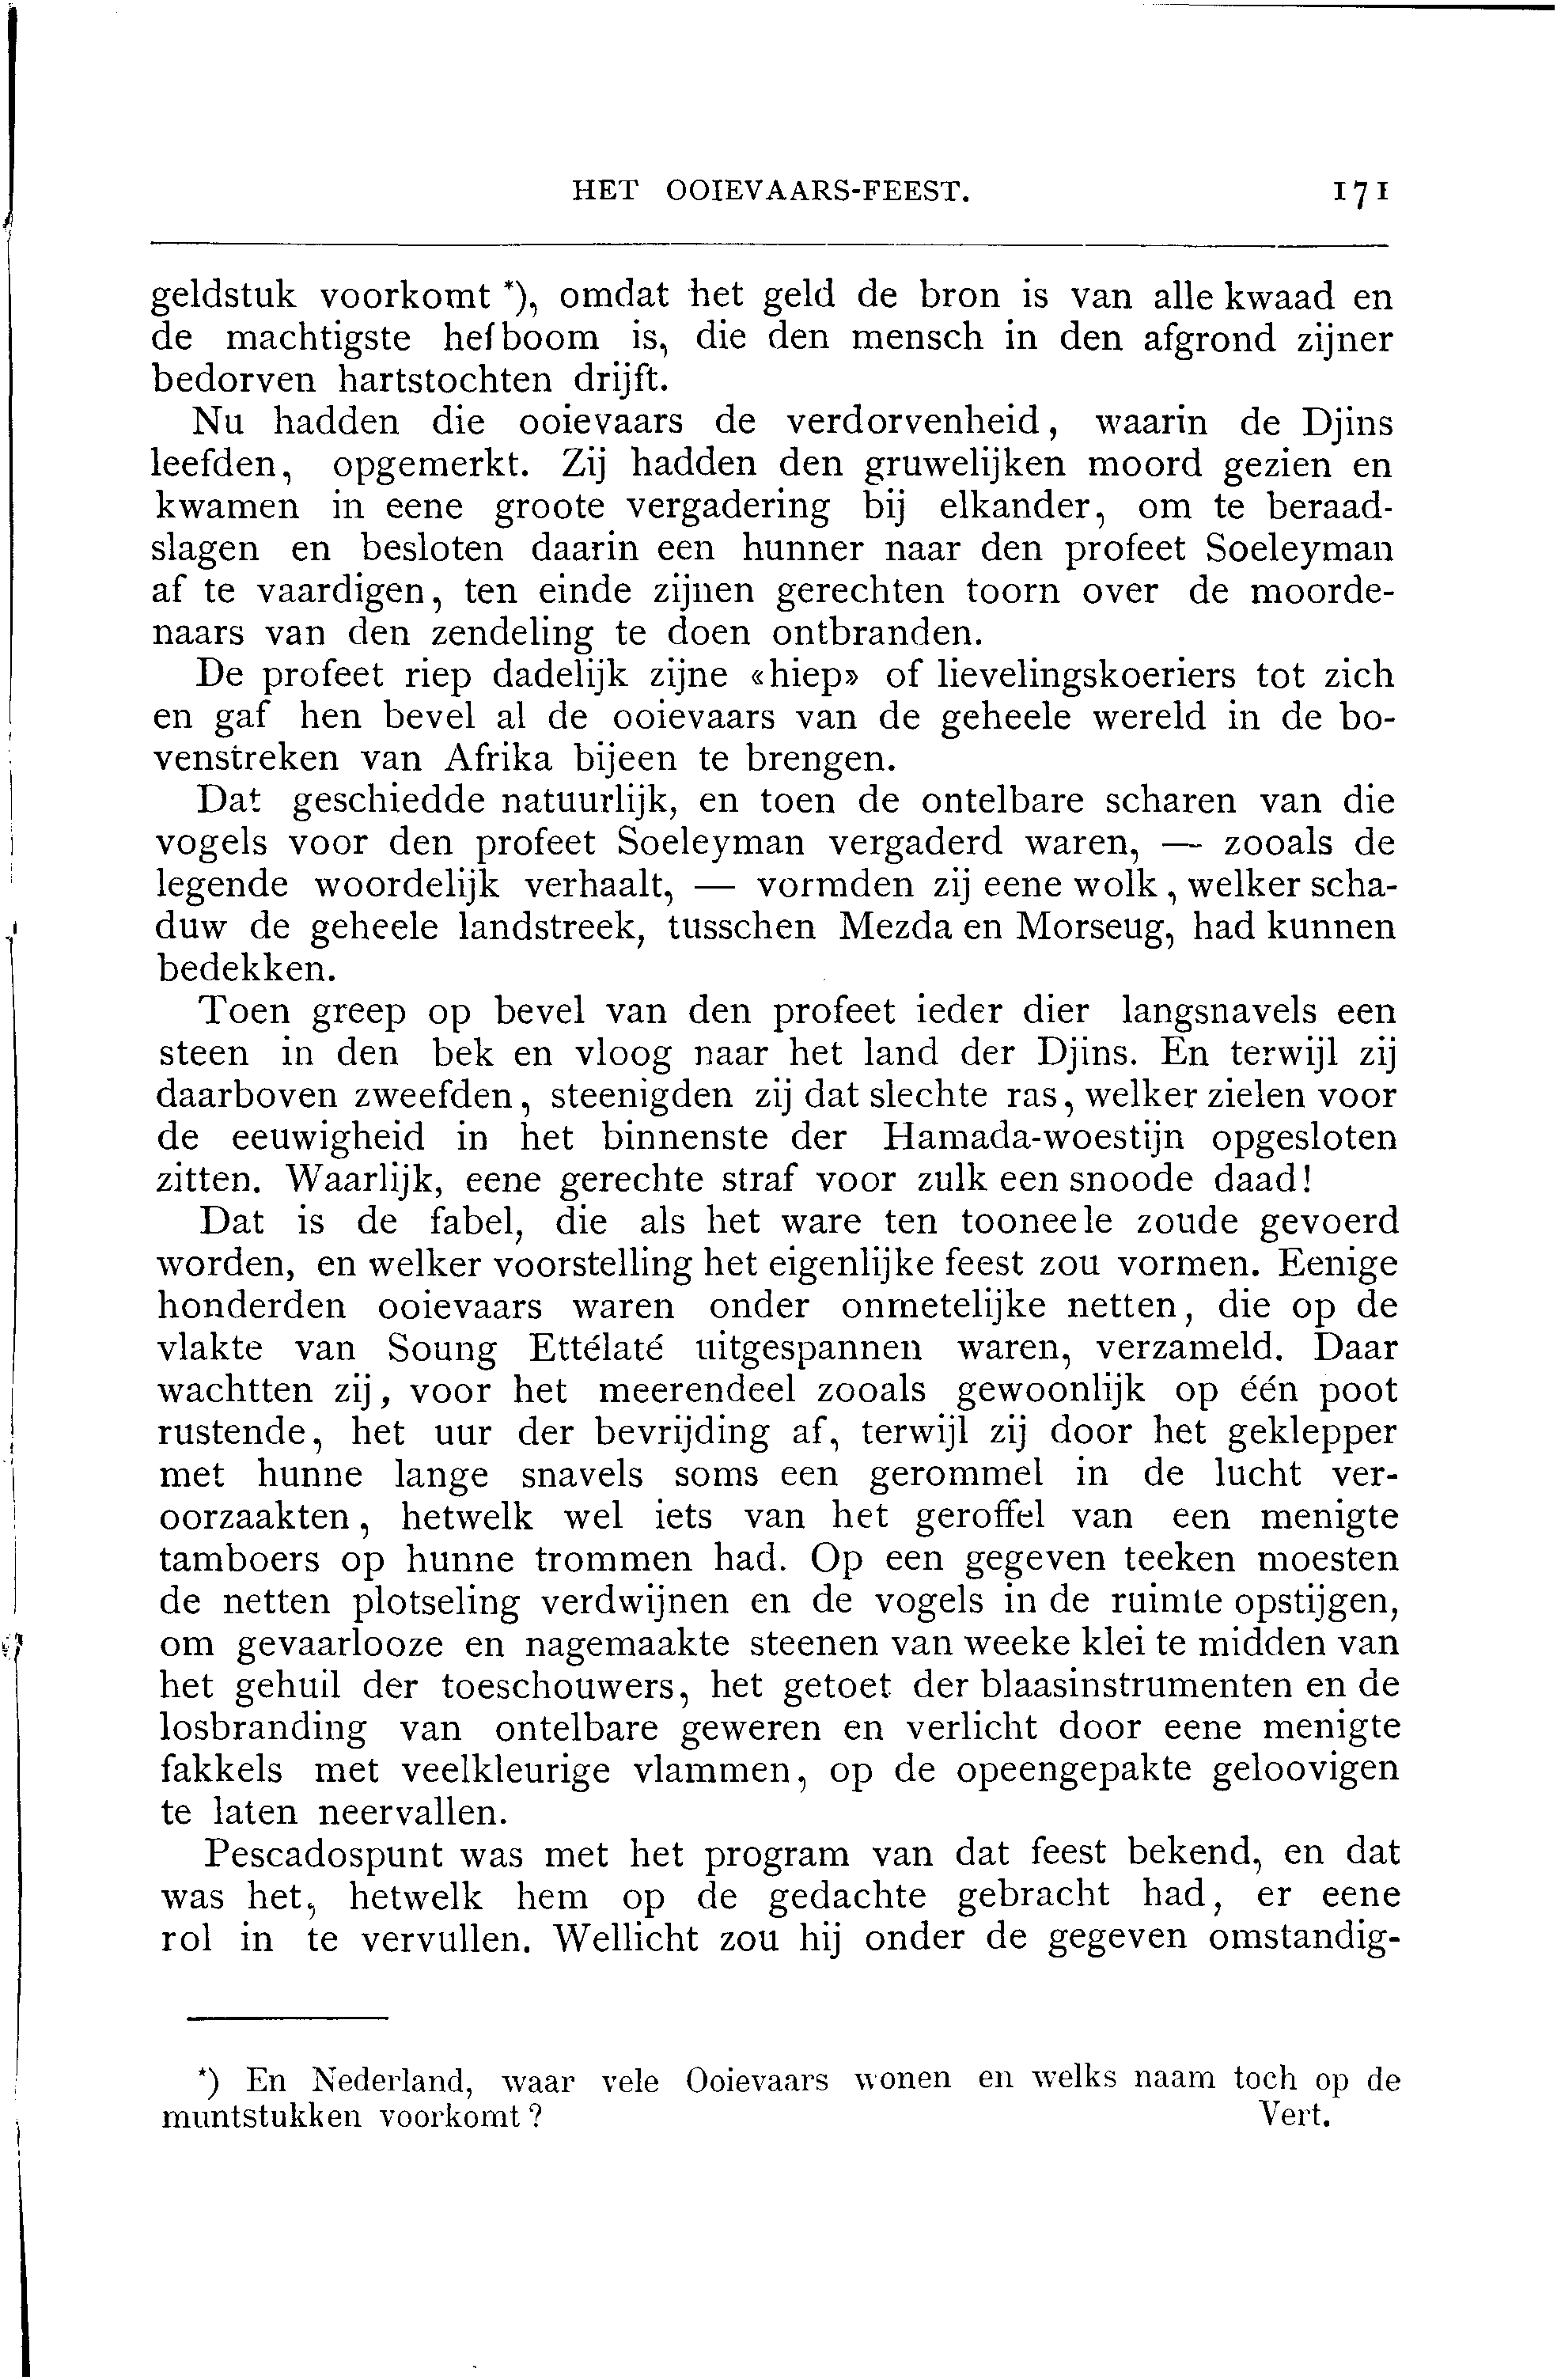 HET OOIEVAARS-FEEST. 171
geldstuk voorkomt *), omdat het geld de bron is van alle kwaad en
de machtigste hefboom is, die den mensch in den afgrond zijner
bedorven hartstochten drijft.
Nu hadden die ooievaars de verdorvenheid, waarin de Djins
leefden, opgemerkt. Zij hadden den gruwelijken moord gezien en
kwamen in eene groote vergadering bij elkander, om te beraad-
slagen en besloten daarin een hunner naar den profeet Soeleyman
af te vaardigen, ten einde zijnen gerechten toorn over de moorde-
naars van den zendeling te doen ontbranden.
De profeet riep dadelijk zijne «hiep» of lievelingskoeriers tot zich
en gaf hen bevel al de ooievaars van de geheele wereld in de bo-
venstreken van Afrika bijeen te brengen.
Dat geschiedde natuurlijk, en toen de ontelbare scharen van die
vogels voor den profeet Soeleyman vergaderd waren, — zooals de
legende woordelijk verhaalt, — vormden zij eene wolk, welker scha-
duw de geheele landstreek, tusschen Mezda en Morseug, had kunnen
bedekken.
Toen greep op bevel van den profeet ieder dier langsnavels een
steen in den bek en vloog naar het land der Djins. En terwijl zij
daarboven zweefden, steenigden zij dat slechte ras, welker zielen voor
de eeuwigheid in het binnenste der Hamada-woestijn opgesloten
zitten. Waarlijk, eene gerechte straf voor zulk een snoode daad!
Dat is de fabel, die als het ware ten tooneele zoude gevoerd
worden, en welker voorstelling het eigenlijke feest zou vormen. Eenige
honderden ooievaars waren onder onmetelijke netten, die op de
vlakte van Soung Ettélaté uitgespannen waren, verzameld. Daar
wachtten zij, voor het meerendeel zooals gewoonlijk op één poot
rustende, het uur der bevrijding af, terwijl zij door het geklepper
met hunne lange snavels soms een gerommel in de lucht ver-
oorzaakten, hetwelk wel iets van het geroffel van een menigte
tamboers op hunne trommen had. Op een gegeven teeken moesten
de netten plotseling verdwijnen en de vogels in de ruimte opstijgen,
om gevaarlooze en nagemaakte steenen van weeke klei te midden van
het gehuil der toeschouwers, het getoet der blaasinstrumenten en de
losbranding van ontelbare geweren en verlicht door eene menigte
fakkels met veelkleurige vlammen, op de opeengepakte geloovigen
te laten neervallen.
Pescadospunt was met het program van dat feest bekend, en dat
was het, hetwelk hem op de gedachte gebracht had, er eene
rol in te vervullen. Wellicht zou hij onder de gegeven omstandig-
*) En Nederland, waar vele Ooievaars wonen en welks naam toch op de
muntstukken voorkomt? Vert.